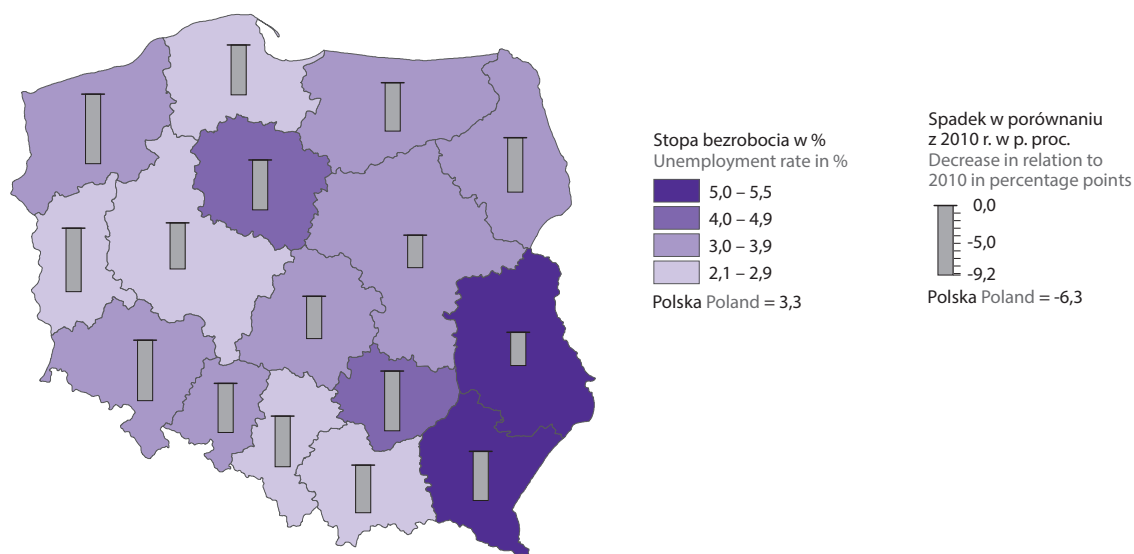 Stopa bezrobocia w %
Unemployment rate in %
5,0 – 5,5
4,0 – 4,9
3,0 – 3,9
2,1 – 2,9
Polska Poland = 3,3
Spadek w porównaniu
z 2010 r. w p. proc.
Decrease in relation to
2010 in percentage points
0,0
-5,0
-9,2
Polska Poland = -6,3